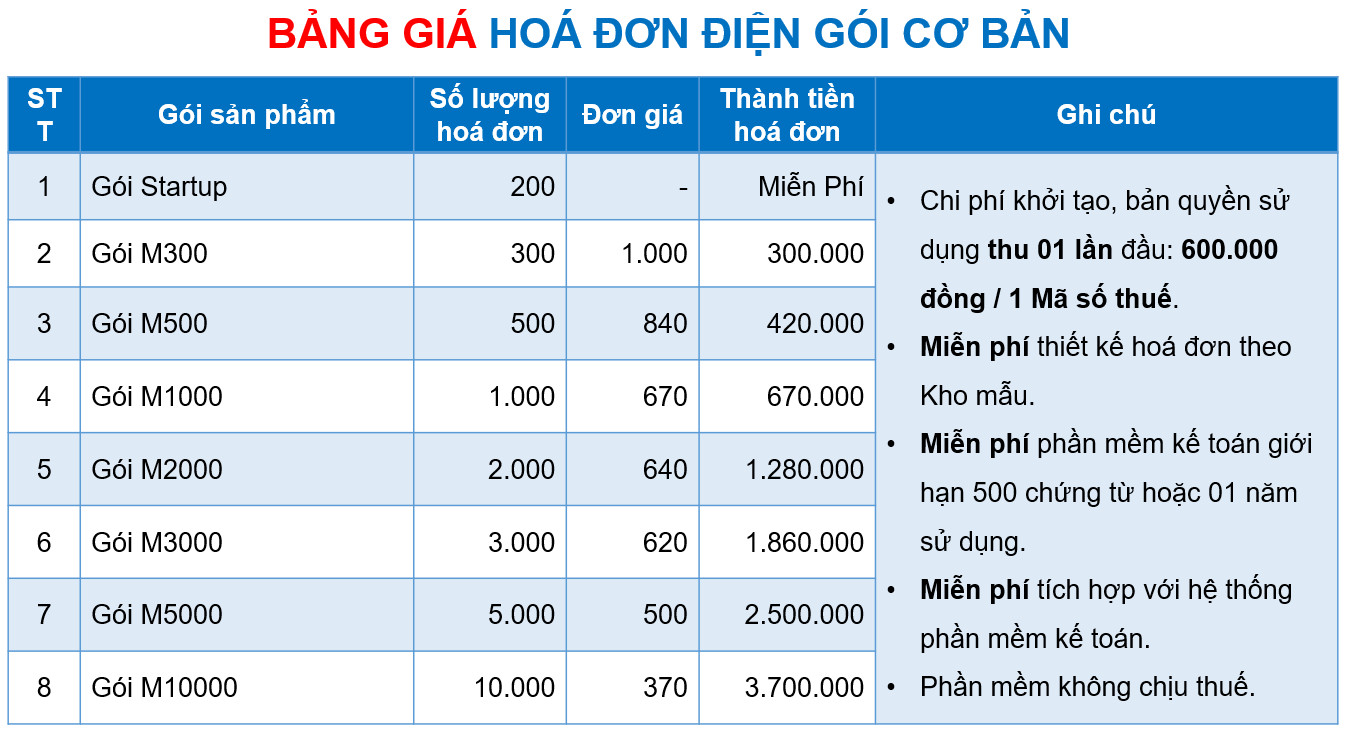 BẢNG GIÁ HOÁ ĐƠN ĐIỆN GÓI CƠ BẢN
ST
T
Gói sản phẩm
Số lượng
hoá đơn
Đơn giá
Thành tiền
hoá đơn
Ghi chú
1 Gói Startup 200 - Miễn Phí
2 Gói M300 300 1.000 300.000
3 Gói M500 500 840 420.000
4 Gói M1000 1.000 670 670.000
5 Gói M2000 2.000 640 1.280.000
6 Gói M3000 3.000 620 1.860.000
7 Gói M5000 5.000 500 2.500.000
8 Gói M10000 10.000 370 3.700.000
• Chi phí khởi tạo, bản quyền sử
dụng thu 01 lần đầu: 600.000
đồng / 1 Mã số thuế.
• Miễn phí thiết kế hoá đơn theo
Kho mẫu.
• Miễn phí phần mềm kế toán giới
hạn 500 chứng từ hoặc 01 năm
sử dụng.
• Miễn phí tích hợp với hệ thống
phần mềm kế toán.
• Phần mềm không chịu thuế.